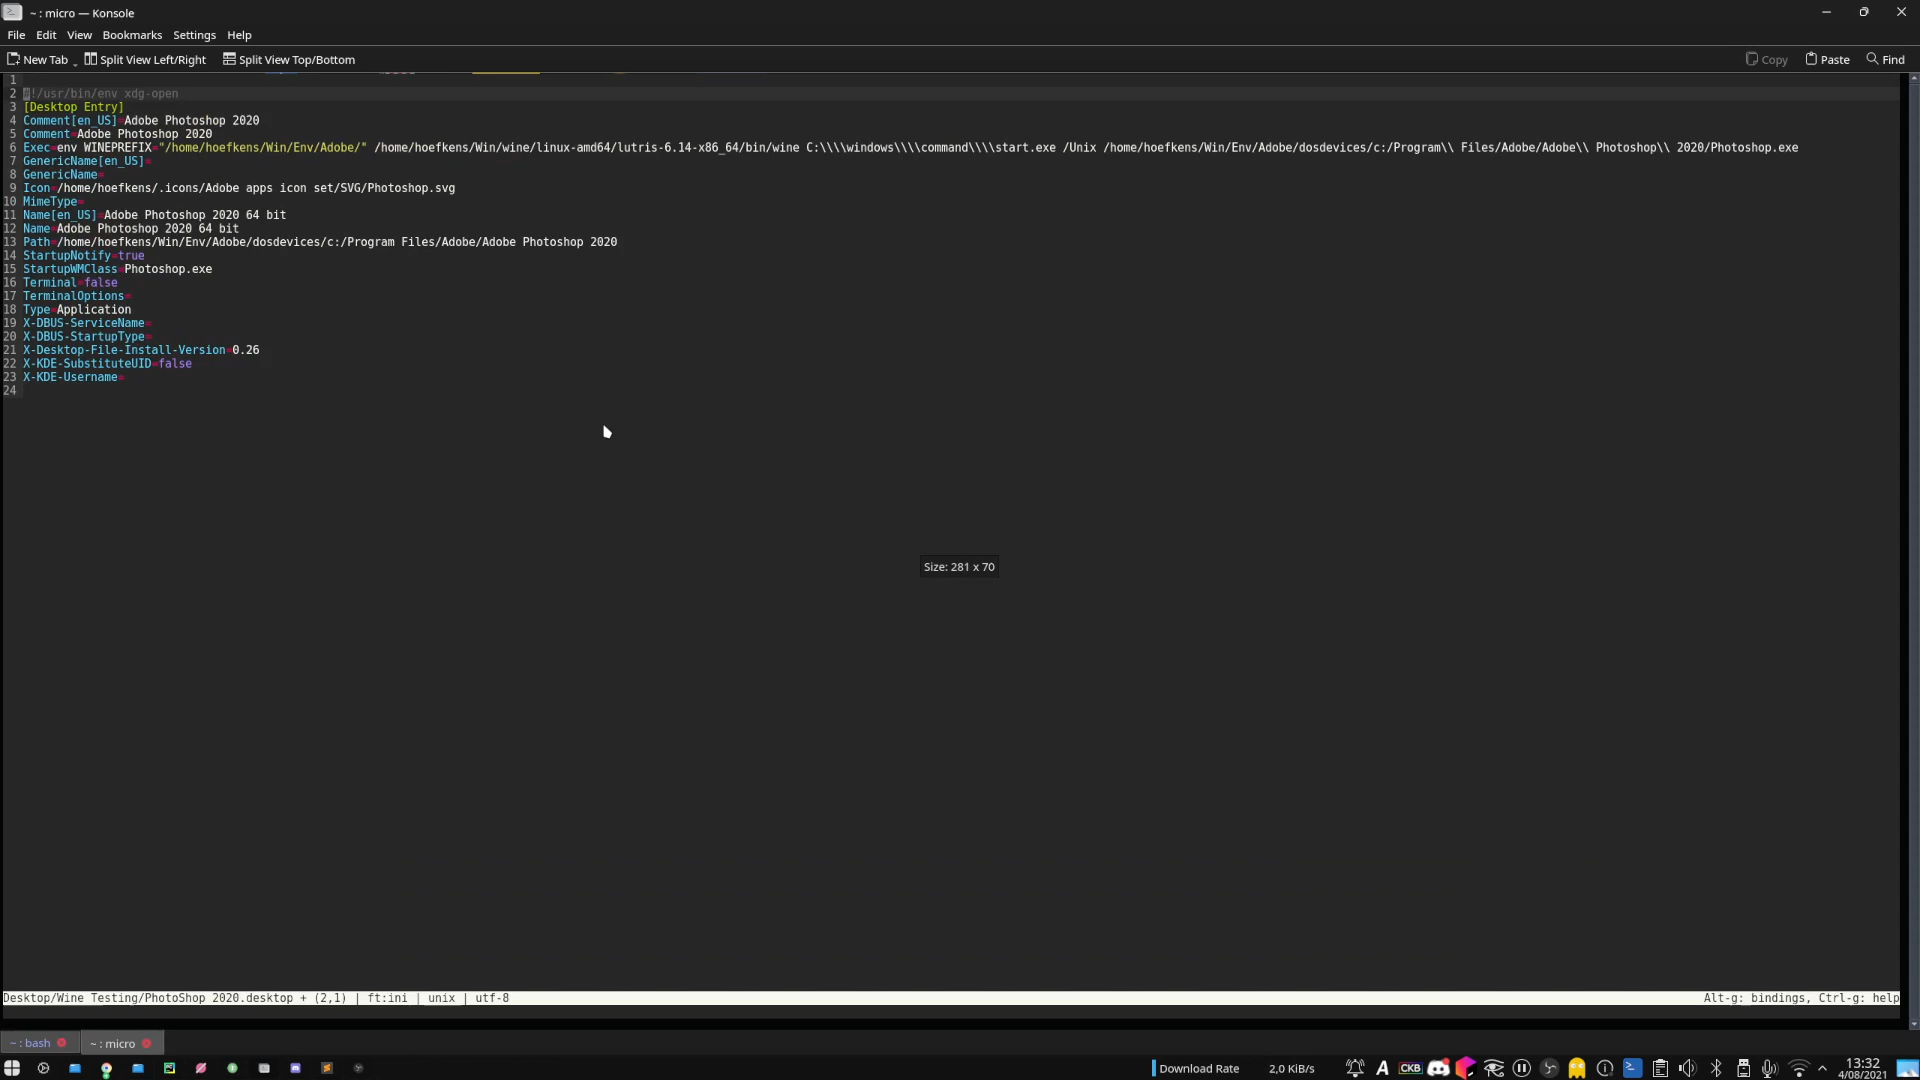 ~ : micro — Konsole
File Edit View Bookmarks Settings Help
New Tab Split View Left/Right Split View Top/Bottom Copy Paste Find
1
2 #!/usr/bin/env xdg-open
3 [Desktop Entry]
4 Comment[en_US]=Adobe Photoshop 2020
5 Comment=Adobe Photoshop 2020
6 Exec=env WINEPREFIX="/home/hoefkens/Win/Env/Adobe/" /home/hoefkens/Win/wine/linux-amd64/lutris-6.14-x86_64/bin/wine C:\\\\windows\\\\command\\\\start.exe /Unix /home/hoefkens/Win/Env/Adobe/dosdevices/c:/Program\\ Files/Adobe/Adobe\\ Photoshop\\ 2020/Photoshop.exe
7 GenericName[en_US]=
8 GenericName=
9 Icon=/home/hoefkens/.icons/Adobe apps icon set/SVG/Photoshop.svg
10 MimeType=
11 Name[en_US]=Adobe Photoshop 2020 64 bit
12 Name=Adobe Photoshop 2020 64 bit
13 Path=/home/hoefkens/Win/Env/Adobe/dosdevices/c:/Program Files/Adobe/Adobe Photoshop 2020
14 StartupNotify=true
15 StartupWMClass=Photoshop.exe
16 Terminal=false
17 TerminalOptions=
18 Type=Application
19 X-DBUS-ServiceName=
20 X-DBUS-StartupType=
21 X-Desktop-File-Install-Version=0.26
22 X-KDE-SubstituteUID=false
23 X-KDE-Username=
24
Size: 281 x 70
Desktop/Wine Testing/PhotoShop 2020.desktop + (2,1) | ft:ini | unix | utf-8 Alt-g: bindings, Ctrl-g: help
~ : bash ~ : micro
Download Rate 2,0 KiB/s A CKB 13:32
4/08/2021